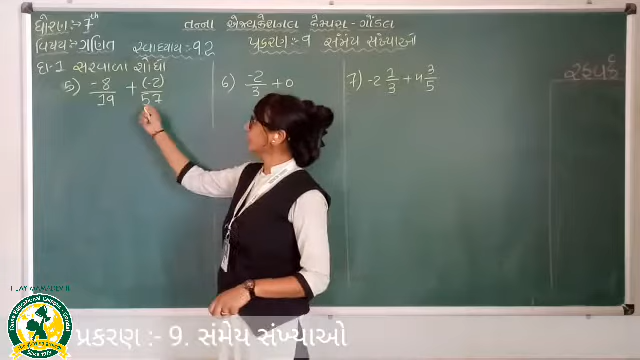 ધોરણ:- 7th
તન્ના એજ્યુકેશનલ કેમ્પસ - ગોંડલ
વિષય:- ગણિત
સ્વાધ્યાય:- 9.2
પ્રકરણ:- 9 સંમેય સંખ્યાઓ
દા-1 સરવાળા શોધો
5) -8/19 + (-2)/57
6) -2/3 + 0
7) -2 2/3 + 4 3/5
પ્રકરણ :- 9. સંમેય સંખ્યાઓ